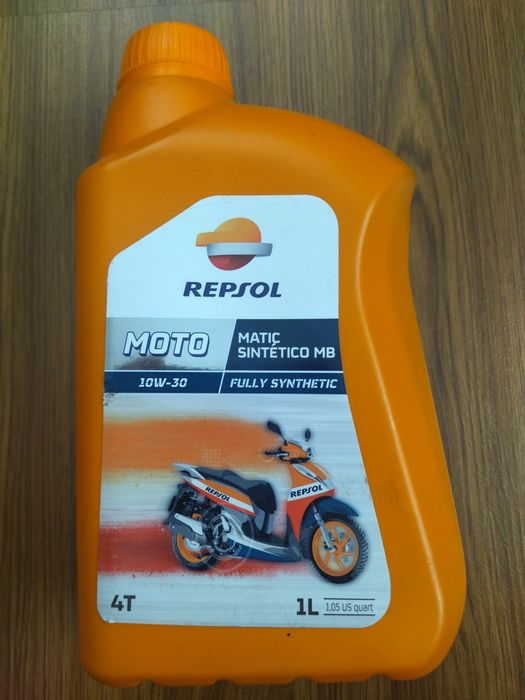 REPSOL
MOTO
MATIC
SINTÉTICO MB
10W-30
FULLY SYNTHETIC
REPSOL
REPSOL
4T
1L
1,05 US quart